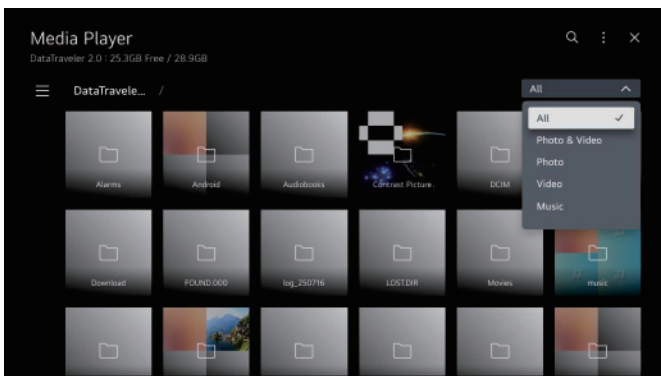 Media Player
DataTraveler 2.0 : 25.3GB Free / 28.9GB
DataTravele... /
All
All
Photo & Video
Photo
Video
Music
Alarms
Android
Audiobooks
Contrast Picture
DCIM
Download
FOUND.000
log_250716
LOST.DIR
Movies
music